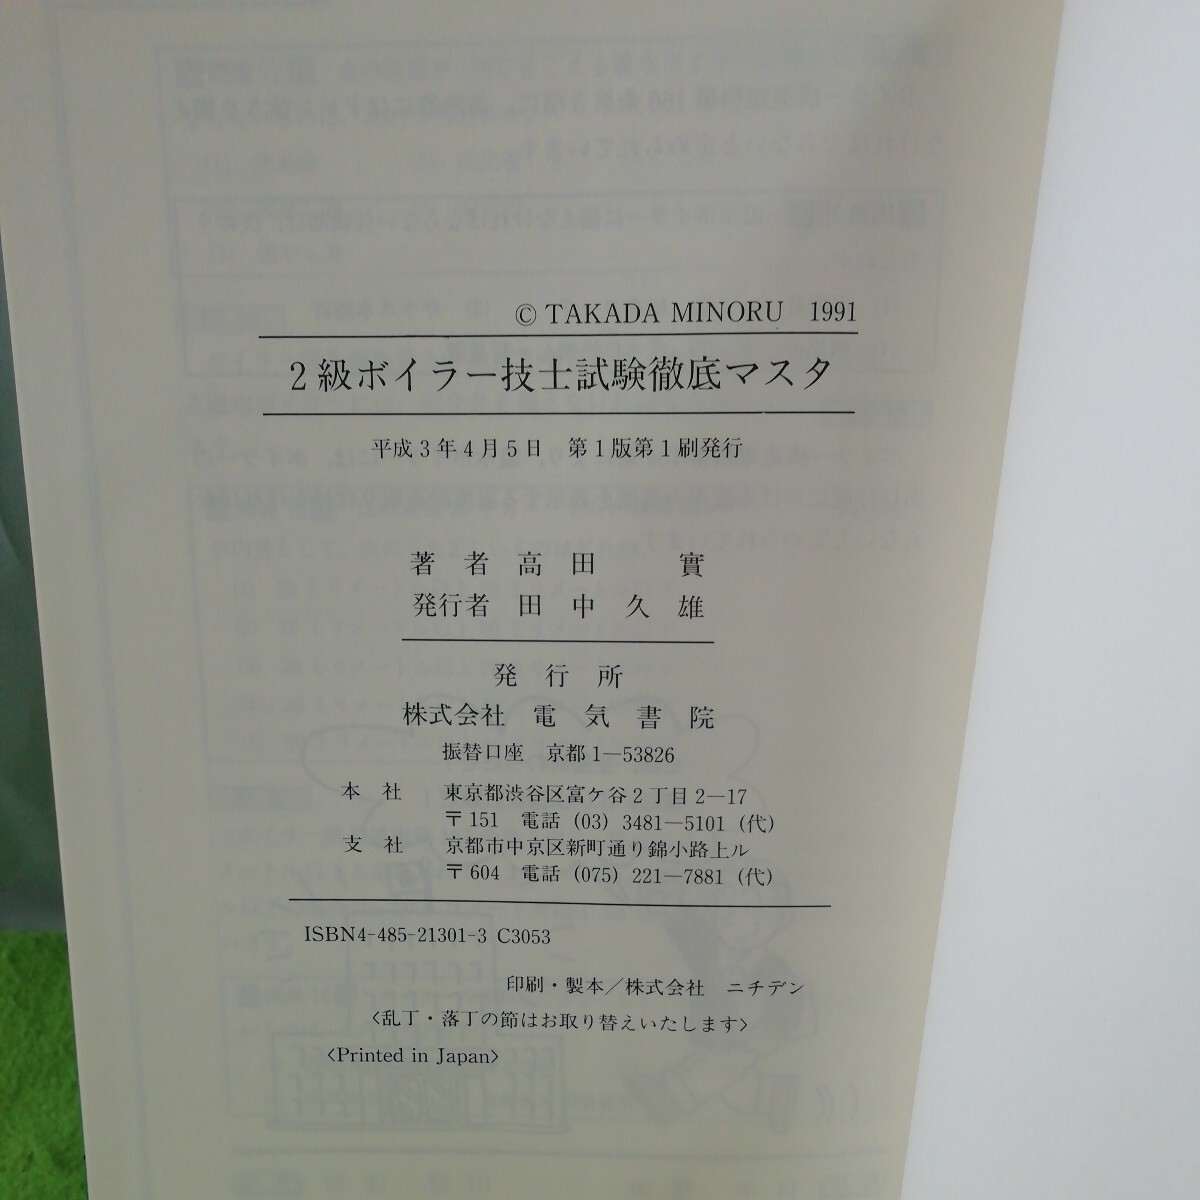 © TAKADA MINORU 1991
2級ボイラー技士試験徹底マスタ
平成3年4月5日 第1版第1刷発行
著者 高田 實
発行者 田中久雄
発行所
株式会社 電気書院
振替口座 京都1—53826
本社 東京都渋谷区富ケ谷2丁目2—17
〒151 電話 (03) 3481—5101 (代)
支社 京都市中京区新町通り錦小路上ル
〒604 電話 (075) 221—7881 (代)
ISBN4-485-21301-3 C3053
印刷・製本/株式会社 ニチデン
〈乱丁・落丁の節はお取り替えいたします〉
〈Printed in Japan〉